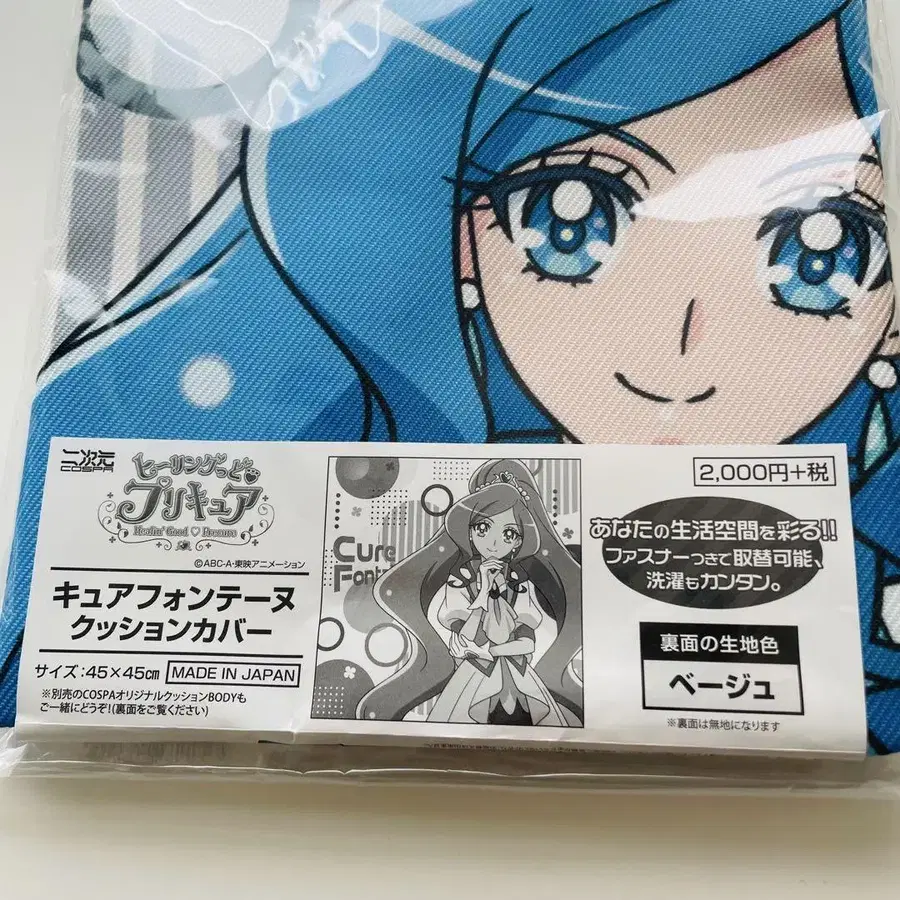 二次元
COSPA
ヒーリングっど♥
プリキュア
Healin' Good ♥ Precure
©ABC-A・東映アニメーション
キュアフォンテーヌ
クッションカバー
サイズ:45×45㎝ MADE IN JAPAN
※別売のCOSPAオリジナルクッションBODYも
ご一緒にどうぞ!(裏面をご覧ください)
Cure
Font
2,000円+税
あなたの生活空間を彩る!!
ファスナーつきで取替可能、
洗濯もカンタン。
裏面の生地色
ベージュ
※裏面は無地になります